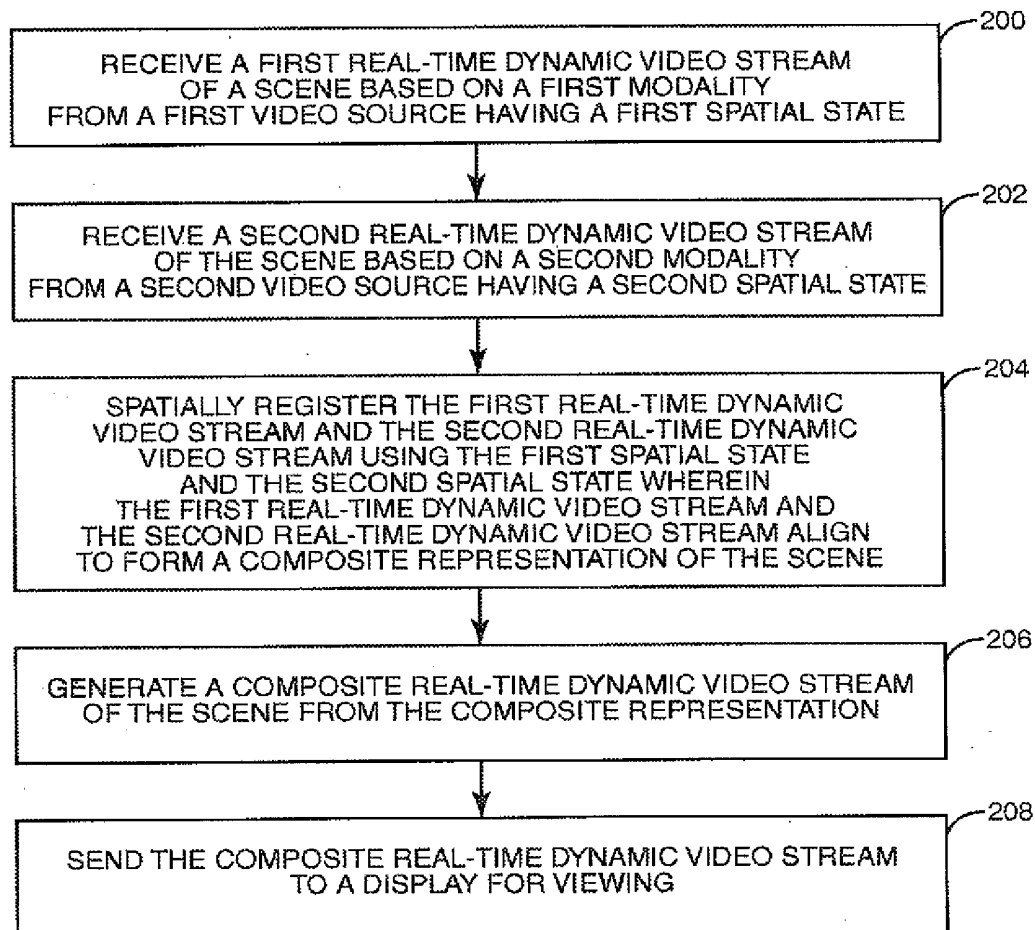 200
RECEIVE A FIRST REAL-TIME DYNAMIC VIDEO STREAM
OF A SCENE BASED ON A FIRST MODALITY
FROM A FIRST VIDEO SOURCE HAVING A FIRST SPATIAL STATE
202
RECEIVE A SECOND REAL-TIME DYNAMIC VIDEO STREAM
OF THE SCENE BASED ON A SECOND MODALITY
FROM A SECOND VIDEO SOURCE HAVING A SECOND SPATIAL STATE
204
SPATIALLY REGISTER THE FIRST REAL-TIME DYNAMIC
VIDEO STREAM AND THE SECOND REAL-TIME DYNAMIC
VIDEO STREAM USING THE FIRST SPATIAL STATE
AND THE SECOND SPATIAL STATE WHEREIN
THE FIRST REAL-TIME DYNAMIC VIDEO STREAM AND
THE SECOND REAL-TIME DYNAMIC VIDEO STREAM ALIGN
TO FORM A COMPOSITE REPRESENTATION OF THE SCENE
206
GENERATE A COMPOSITE REAL-TIME DYNAMIC VIDEO STREAM
OF THE SCENE FROM THE COMPOSITE REPRESENTATION
208
SEND THE COMPOSITE REAL-TIME DYNAMIC VIDEO STREAM
TO A DISPLAY FOR VIEWING